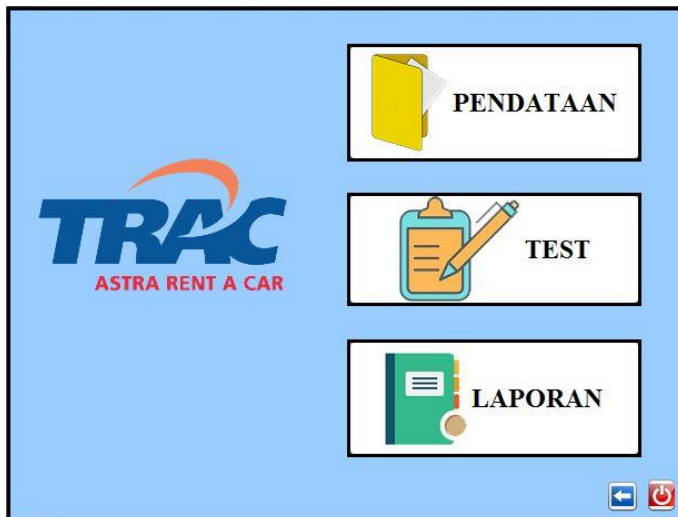 TRAC
ASTRA RENT A CAR
PENDATAAN
TEST
LAPORAN